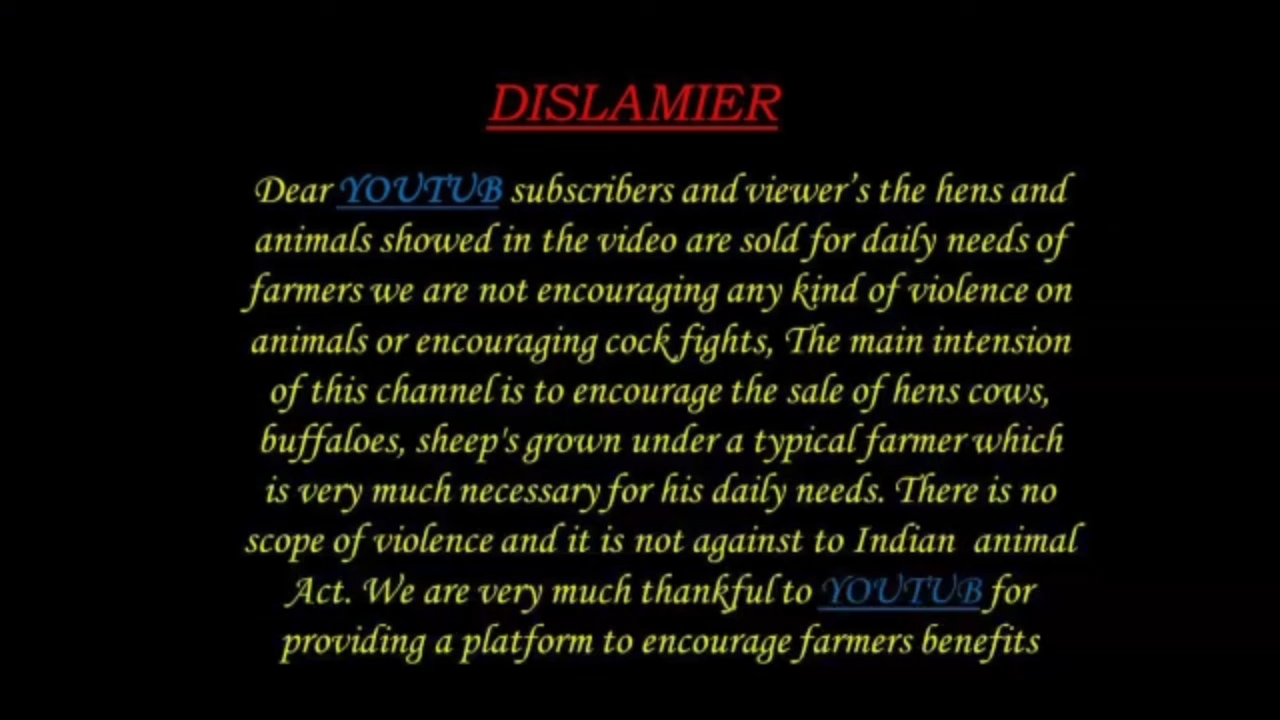 DISLAMIER
Dear YOUTUB subscribers and viewer's the hens and
animals showed in the video are sold for daily needs of
farmers we are not encouraging any kind of violence on
animals or encouraging cock fights, The main intension
of this channel is to encourage the sale of hens cows,
buffaloes, sheep's grown under a typical farmer which
is very much necessary for his daily needs. There is no
scope of violence and it is not against to Indian animal
Act. We are very much thankful to YOUTUB for
providing a platform to encourage farmers benefits